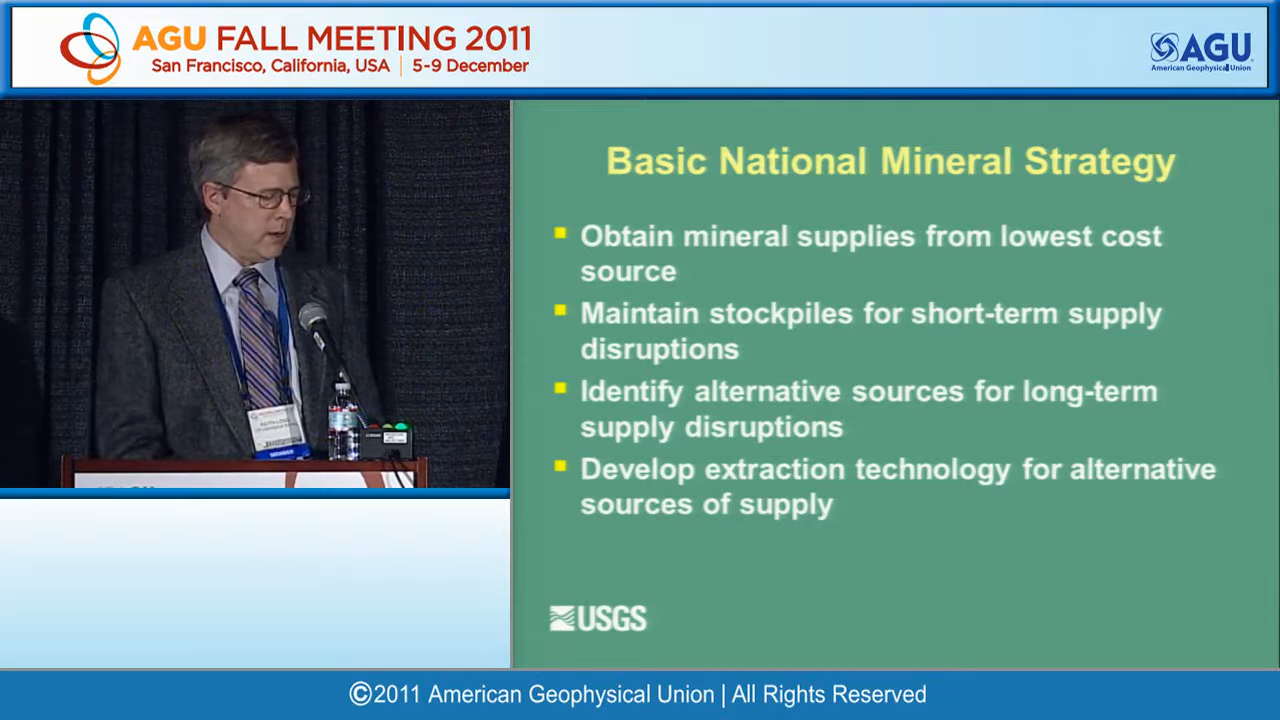 AGU FALL MEETING 2011
San Francisco, California, USA | 5-9 December
AGU
American Geophysical Union
Basic National Mineral Strategy
Obtain mineral supplies from lowest cost
source
Maintain stockpiles for short-term supply
disruptions
Identify alternative sources for long-term
supply disruptions
Develop extraction technology for alternative
sources of supply
USGS
MEMBER
©2011 American Geophysical Union | All Rights Reserved